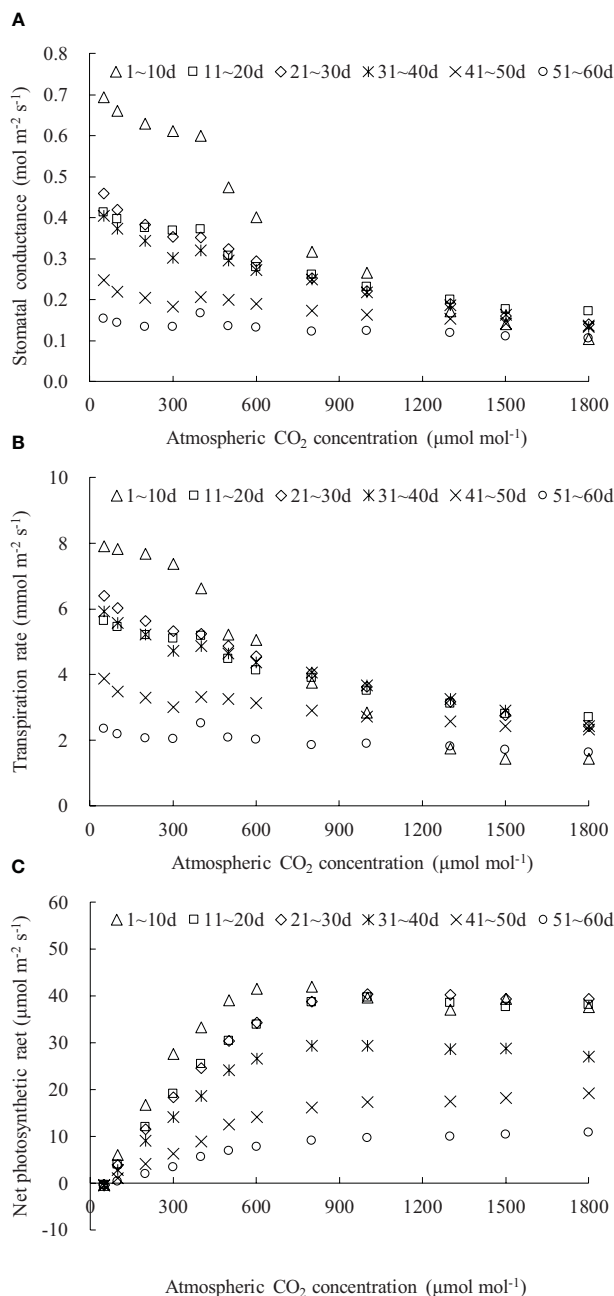 A
1~10d 11~20d 21~30d 31~40d 41~50d 51~60d
0.8
0.7
0.6
0.5
0.4
0.3
0.2
0.1
0.0
Stomatal conductance (mol m⁻² s⁻¹)
0 300 600 900 1200 1500 1800
Atmospheric CO₂ concentration (μmol mol⁻¹)
B
1~10d 11~20d 21~30d 31~40d 41~50d 51~60d
10
8
6
4
2
0
Transpiration rate (mmol m⁻² s⁻¹)
0 300 600 900 1200 1500 1800
Atmospheric CO₂ concentration (μmol mol⁻¹)
C
1~10d 11~20d 21~30d 31~40d 41~50d 51~60d
60
50
40
30
20
10
0
-10
Net photosynthetic raet (μmol m⁻² s⁻¹)
0 300 600 900 1200 1500 1800
Atmospheric CO₂ concentration (μmol mol⁻¹)